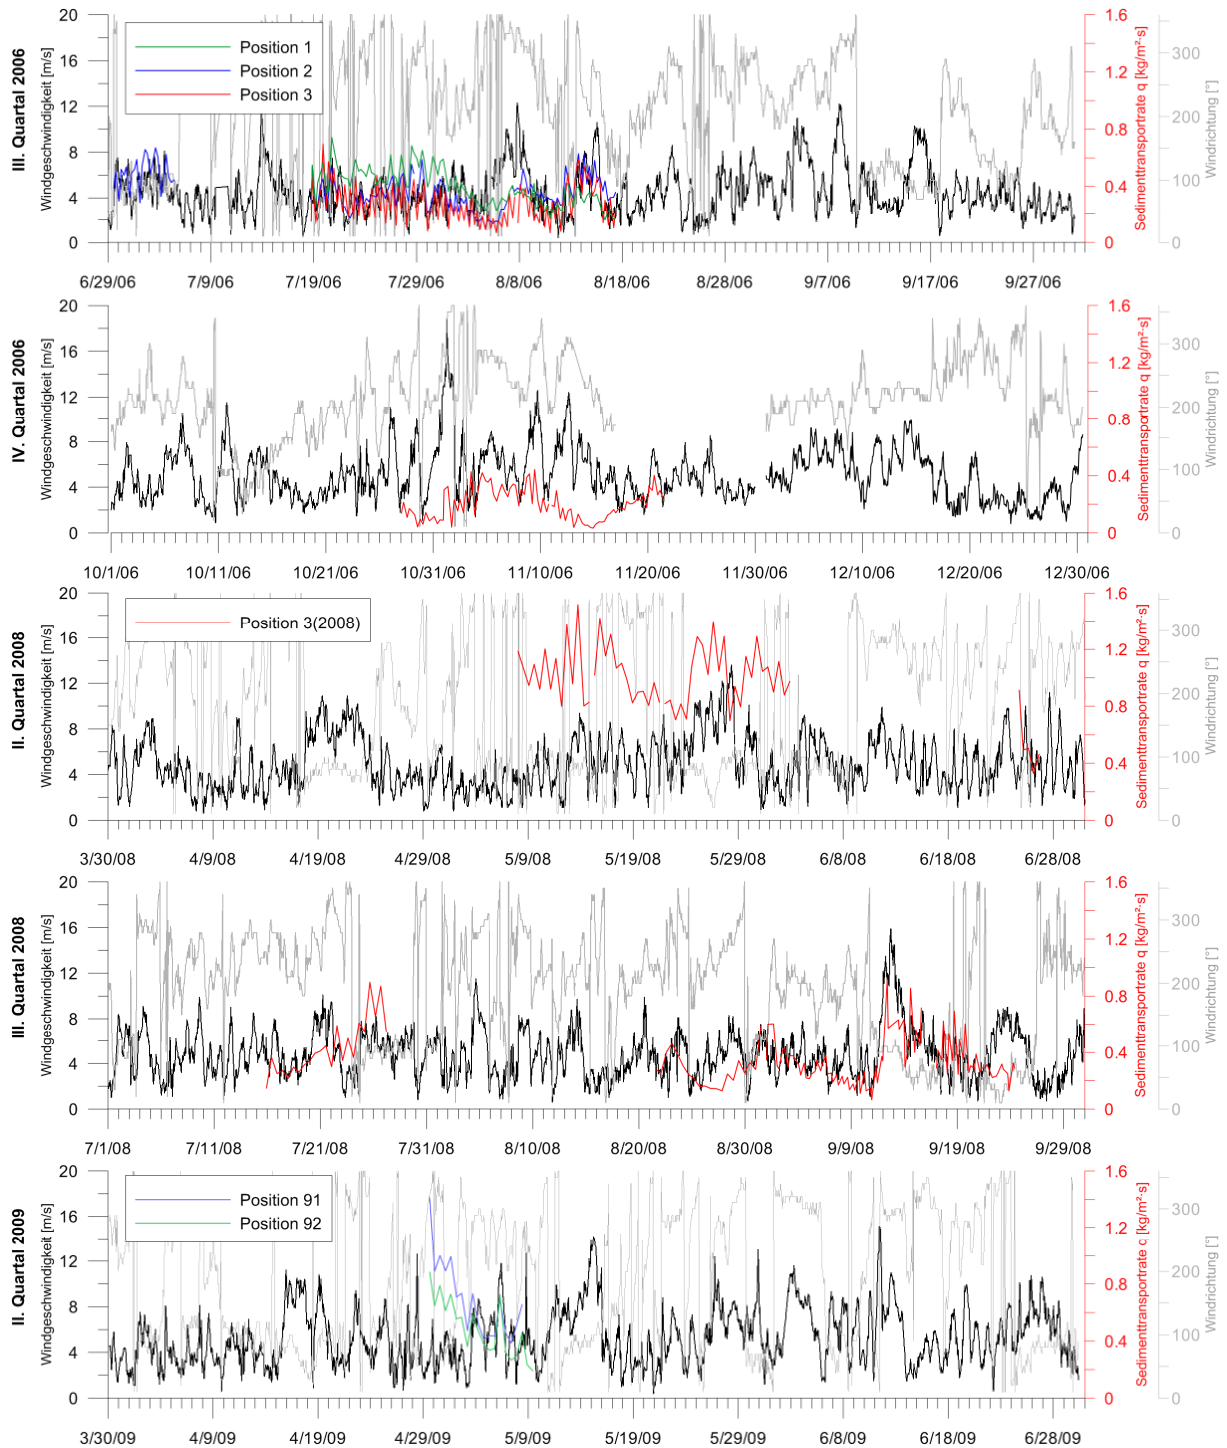 III. Quartal 2006
Windgeschwindigkeit [m/s]
20
16
12
8
4
0
Position 1
Position 2
Position 3
1.6
1.2
0.8
0.4
0
Sedimenttransportrate q [kg/m²·s]
300
200
100
0
Windrichtung [°]
6/29/06 7/9/06 7/19/06 7/29/06 8/8/06 8/18/06 8/28/06 9/7/06 9/17/06 9/27/06
IV. Quartal 2006
Windgeschwindigkeit [m/s]
20
16
12
8
4
0
1.6
1.2
0.8
0.4
0
Sedimenttransportrate q [kg/m²·s]
300
200
100
0
Windrichtung [°]
10/1/06 10/11/06 10/21/06 10/31/06 11/10/06 11/20/06 11/30/06 12/10/06 12/20/06 12/30/06
II. Quartal 2008
Windgeschwindigkeit [m/s]
20
16
12
8
4
0
Position 3(2008)
1.6
1.2
0.8
0.4
0
Sedimenttransportrate q [kg/m²·s]
300
200
100
0
Windrichtung [°]
3/30/08 4/9/08 4/19/08 4/29/08 5/9/08 5/19/08 5/29/08 6/8/08 6/18/08 6/28/08
III. Quartal 2008
Windgeschwindigkeit [m/s]
20
16
12
8
4
0
1.6
1.2
0.8
0.4
0
Sedimenttransportrate q [kg/m²·s]
300
200
100
0
Windrichtung [°]
7/1/08 7/11/08 7/21/08 7/31/08 8/10/08 8/20/08 8/30/08 9/9/08 9/19/08 9/29/08
II. Quartal 2009
Windgeschwindigkeit [m/s]
20
16
12
8
4
0
Position 91
Position 92
1.6
1.2
0.8
0.4
0
Sedimenttransportrate q [kg/m²·s]
300
200
100
0
Windrichtung [°]
3/30/09 4/9/09 4/19/09 4/29/09 5/9/09 5/19/09 5/29/09 6/8/09 6/18/09 6/28/09